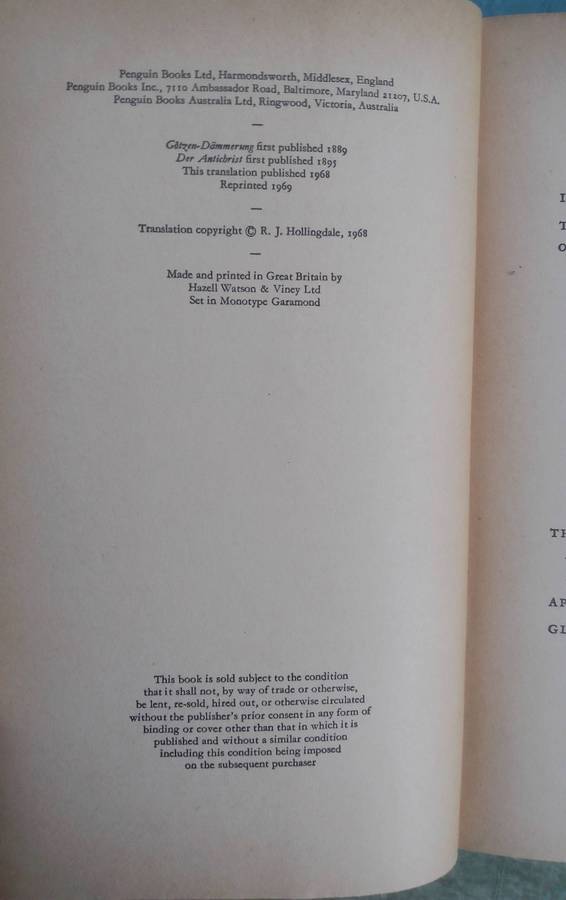 Penguin Books Ltd, Harmondsworth, Middlesex, England
Penguin Books Inc., 7110 Ambassador Road, Baltimore, Maryland 21207, U.S.A.
Penguin Books Australia Ltd, Ringwood, Victoria, Australia
—
Götzen-Dämmerung first published 1889
Der Antichrist first published 1895
This translation published 1968
Reprinted 1969
—
Translation copyright © R. J. Hollingdale, 1968
—
Made and printed in Great Britain by
Hazell Watson & Viney Ltd
Set in Monotype Garamond
This book is sold subject to the condition
that it shall not, by way of trade or otherwise,
be lent, re-sold, hired out, or otherwise circulated
without the publisher's prior consent in any form of
binding or cover other than that in which it is
published and without a similar condition
including this condition being imposed
on the subsequent purchaser